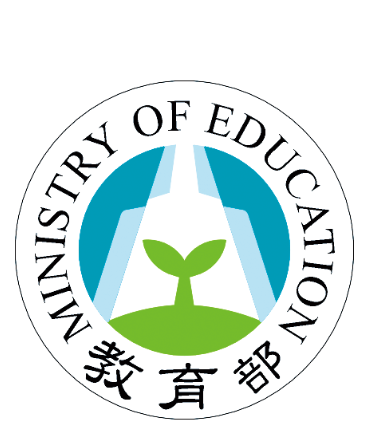 MINISTRY OF EDUCATION
教育部